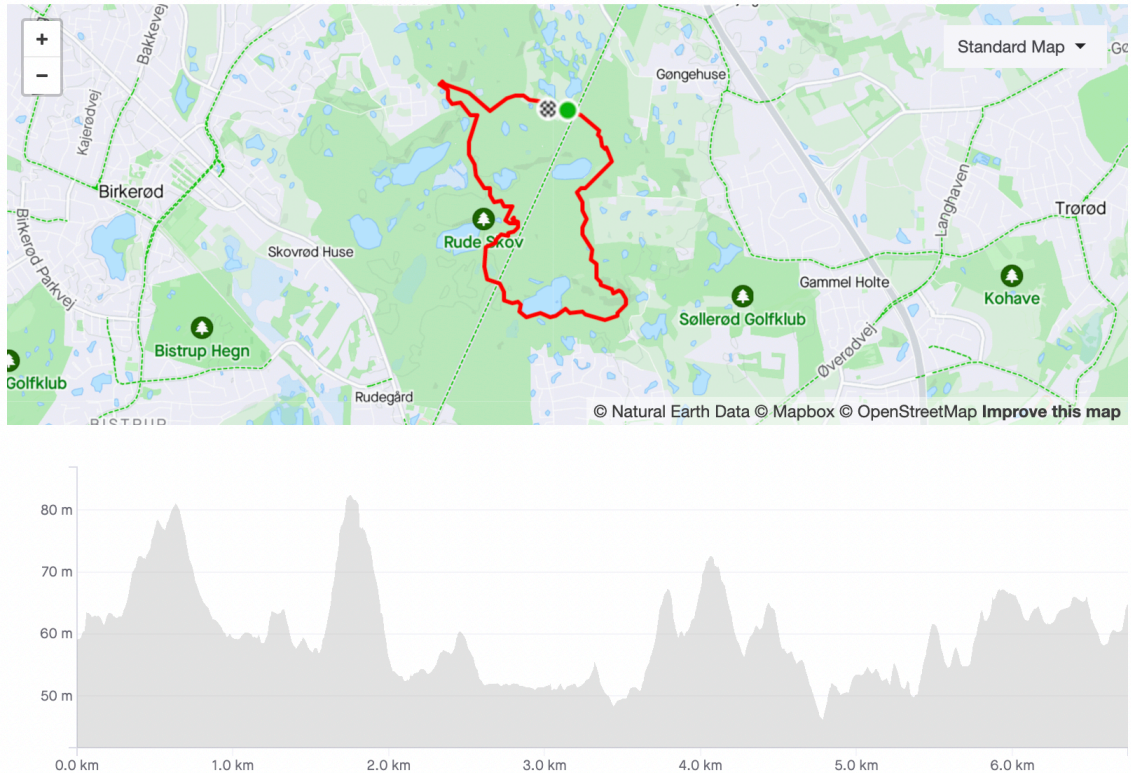 +
−
Bakkevej
Gøngehuse
Standard Map
Gø
Kajerødvej
Birkerød
Langhaven
Trørød
Birkerød Parkvej
Rude Skov
Skovrød Huse
Gammel Holte
Kohave
Søllerød Golfklub
Bistrup Hegn
Øverødvej
Golfklub
Rudegård
BISTRUP
© Natural Earth Data © Mapbox © OpenStreetMap Improve this map
80 m
70 m
60 m
50 m
0.0 km 1.0 km 2.0 km 3.0 km 4.0 km 5.0 km 6.0 km